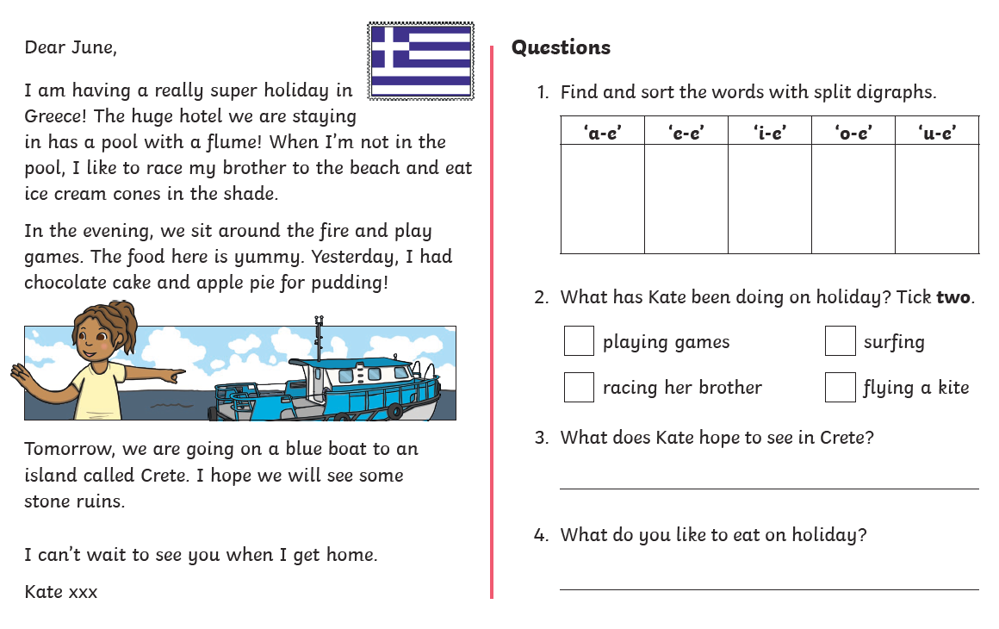 Dear June,
I am having a really super holiday in
Greece! The huge hotel we are staying
in has a pool with a flume! When I'm not in the
pool, I like to race my brother to the beach and eat
ice cream cones in the shade.
In the evening, we sit around the fire and play
games. The food here is yummy. Yesterday, I had
chocolate cake and apple pie for pudding!
Tomorrow, we are going on a blue boat to an
island called Crete. I hope we will see some
stone ruins.
I can't wait to see you when I get home.
Kate xxx
Questions
1. Find and sort the words with split digraphs.
‘a-e’ ‘e-e’ ‘i-e’ ‘o-e’ ‘u-e’
2. What has Kate been doing on holiday? Tick two.
playing games surfing
racing her brother flying a kite
3. What does Kate hope to see in Crete?
4. What do you like to eat on holiday?